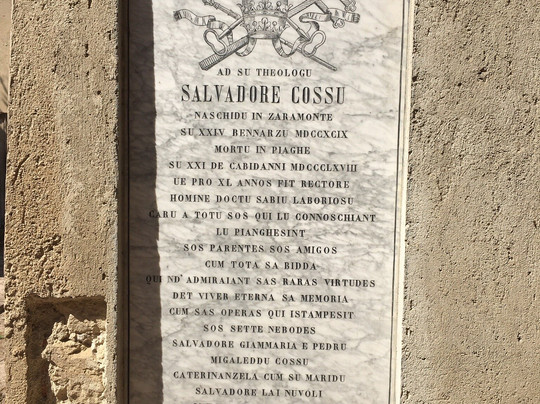 AD SU THEOLOGU
SALVADORE COSSU
NASCHIDU IN ZARAMONTE
SU XXIV BENNARZU MDCCXCIX
MORTU IN PIAGHE
SU XXI DE CABIDANNI MDCCCLXVIII
UE PRO XL ANNOS FIT RECTORE
HOMINE DOCTU SABIU LABORIOSU
CARU A TOTU SOS QUI LU CONNOSCHIANT
LU PIANGHESINT
SOS PARENTES SOS AMIGOS
CUM TOTA SA BIDDA
QUI ND' ADMIRAIANT SAS RARAS VIRTUDES
DET VIVER ETERNA SA MEMORIA
CUM SAS OPERAS QUI ISTAMPESIT
SOS SETTE NEBODES
SALVADORE GIAMMARIA E PEDRU
MIGALEDDU COSSU
CATERINANZELA CUM SU MARIDU
SALVADORE LAI NUVOLI